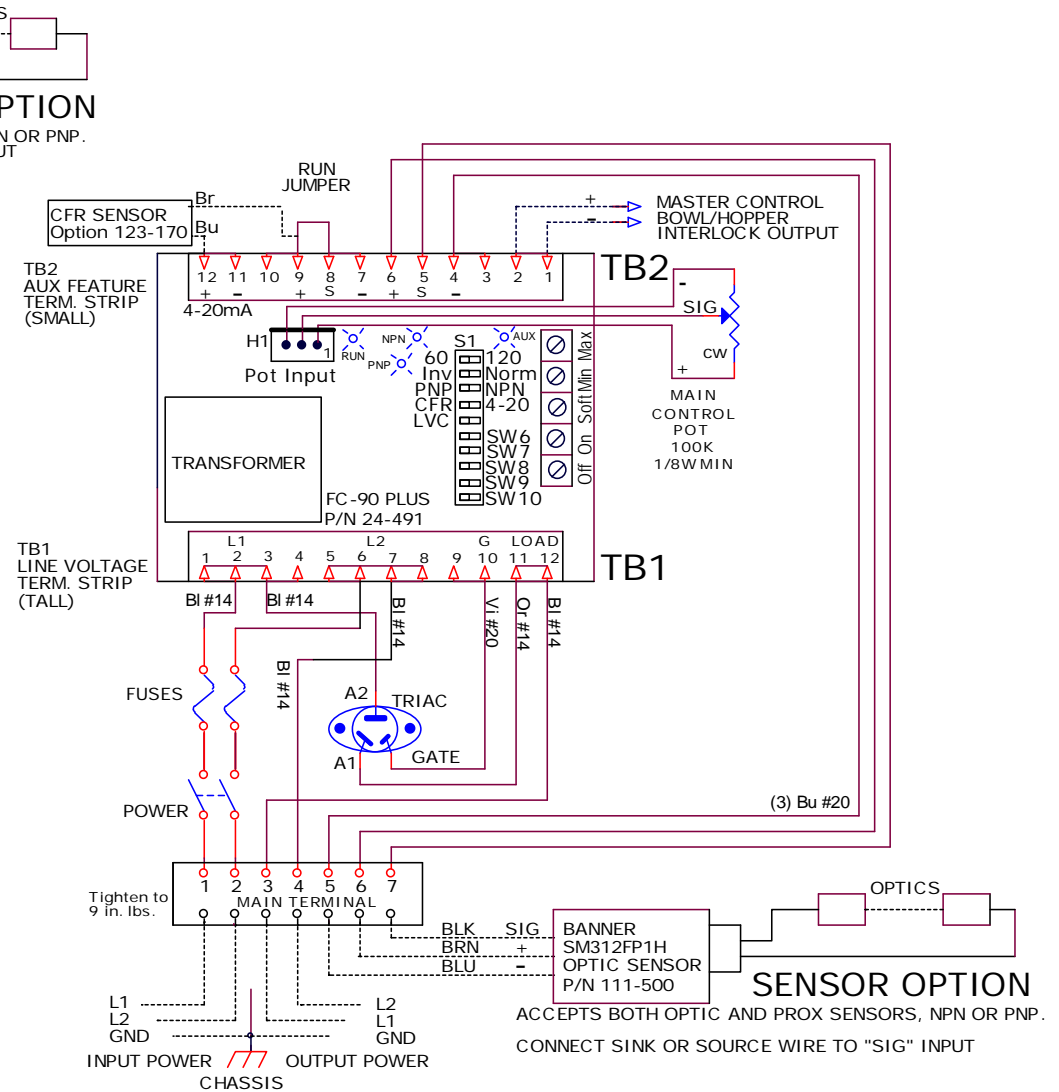 S
PTION
N OR PNP.
UT
RUN
JUMPER
Br
CFR SENSOR
Option 123-170
Bu
+ MASTER CONTROL
- BOWL/HOPPER
INTERLOCK OUTPUT
TB2
AUX FEATURE
TERM. STRIP
(SMALL)
12 11 10 9 8 7 6 5 4 3 2 1
+ - + S - + S -
4-20mA
TB2
-
SIG
CW
+
MAIN
CONTROL
POT
100K
1/8W MIN
H1
1
Pot Input
RUN
NPN
PNP
AUX
S1
60 120
Inv Norm
PNP NPN
CFR 4-20
LVC
SW6
SW7
SW8
SW9
SW10
Off On Soft Min Max
TRANSFORMER
FC-90 PLUS
P/N 24-491
TB1
LINE VOLTAGE
TERM. STRIP
(TALL)
L1 L2 G LOAD
1 2 3 4 5 6 7 8 9 10 11 12
TB1
Bl #14
Bl #14
Bl #14
Bl #14
Vi #20
Or #14
Bl #14
FUSES
A2
TRIAC
A1
GATE
POWER
(3) Bu #20
Tighten to
9 in. lbs.
1 2 3 4 5 6 7
MAIN TERMINAL
BLK SIG
BRN +
BLU -
BANNER
SM312FP1H
OPTIC SENSOR
P/N 111-500
OPTICS
SENSOR OPTION
ACCEPTS BOTH OPTIC AND PROX SENSORS, NPN OR PNP.
CONNECT SINK OR SOURCE WIRE TO "SIG" INPUT
L1 L2
L2 L1
GND GND
INPUT POWER OUTPUT POWER
CHASSIS